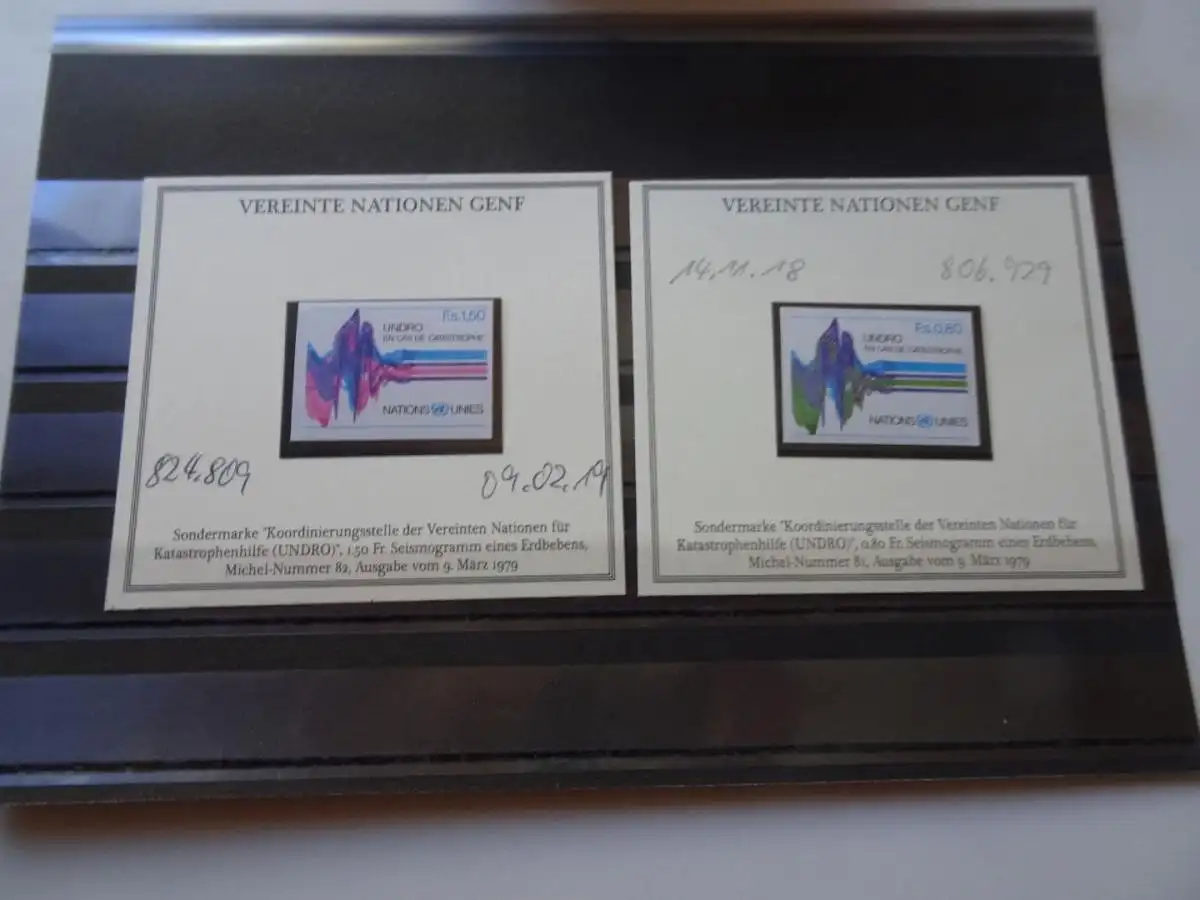 VEREINTE NATIONEN GENF
Fs.1,50
UNDRO
EN CAS DE CATASTROPHE
NATIONS UNIES
824.809
09.02.19
Sondermarke "Koordinierungsstelle der Vereinten Nationen für
Katastrophenhilfe (UNDRO)", 1.50 Fr. Seismogramm eines Erdbebens,
Michel-Nummer 82, Ausgabe vom 9. März 1979
VEREINTE NATIONEN GENF
14.11.18
806.929
Fs.0,80
UNDRO
EN CAS DE CATASTROPHE
NATIONS UNIES
Sondermarke "Koordinierungsstelle der Vereinten Nationen für
Katastrophenhilfe (UNDRO)", 0.80 Fr. Seismogramm eines Erdbebens,
Michel-Nummer 81, Ausgabe vom 9. März 1979